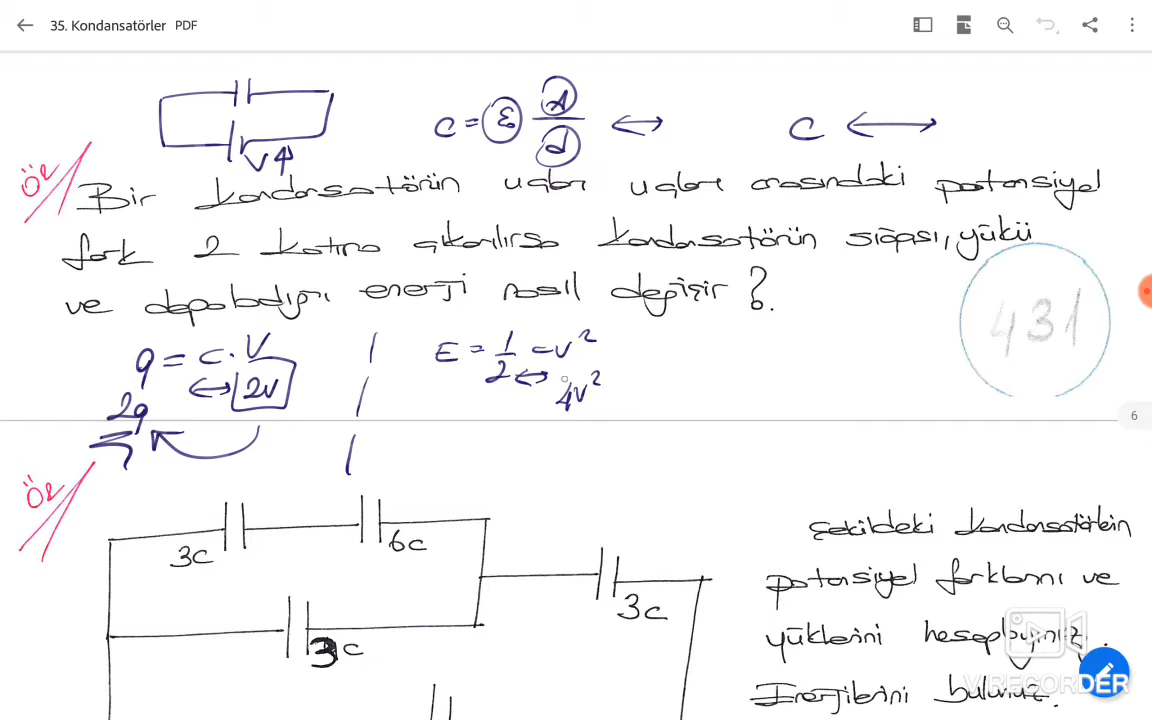 35. Kondansatörler PDF
V↑
C = ε A/d ↔ C ↔
Ör
Bir kondansatörün uçları uçları arasındaki potansiyel
fark 2 katına çıkarılırsa kondansatörün sığası, yükü
ve depoladığı enerji nasıl değişir?
431
q = C.V
↔ 2V
2q
E = 1/2 CV²
↔ 4V²
6
Ör
3C
6C
3C
3C
Şekildeki kondansatörlerin
potansiyel farklarını ve
yüklerini hesaplayınız.
Enerjilerini bulunuz.
VRECORDER